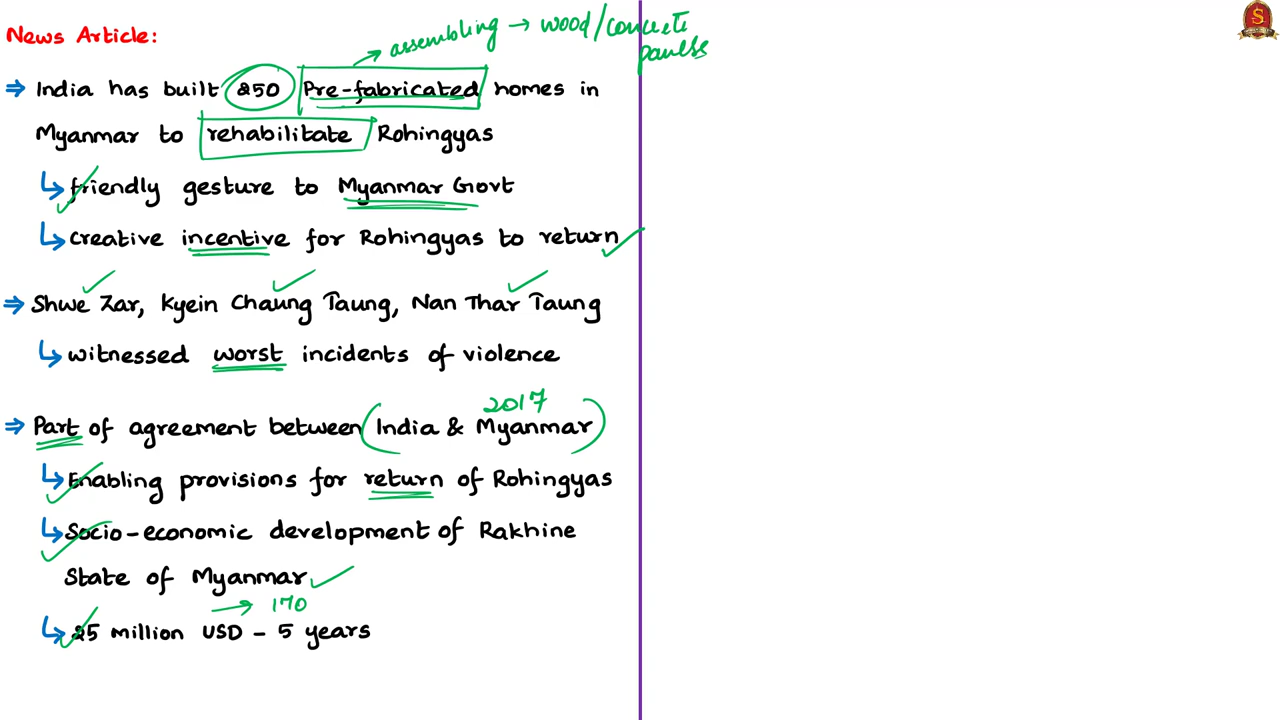 News Article:
assembling → wood/concrete
panels
⇒ India has built 250 Pre-fabricated homes in
Myanmar to rehabilitate Rohingyas
↳ friendly gesture to Myanmar Govt
↳ creative incentive for Rohingyas to return
⇒ Shwe Zar, Kyein Chaung Taung, Nan Thar Taung
↳ witnessed worst incidents of violence
2017
⇒ Part of agreement between (India & Myanmar)
↳ Enabling provisions for return of Rohingyas
↳ Socio-economic development of Rakhine
State of Myanmar
→ 170
↳ 25 million USD - 5 years